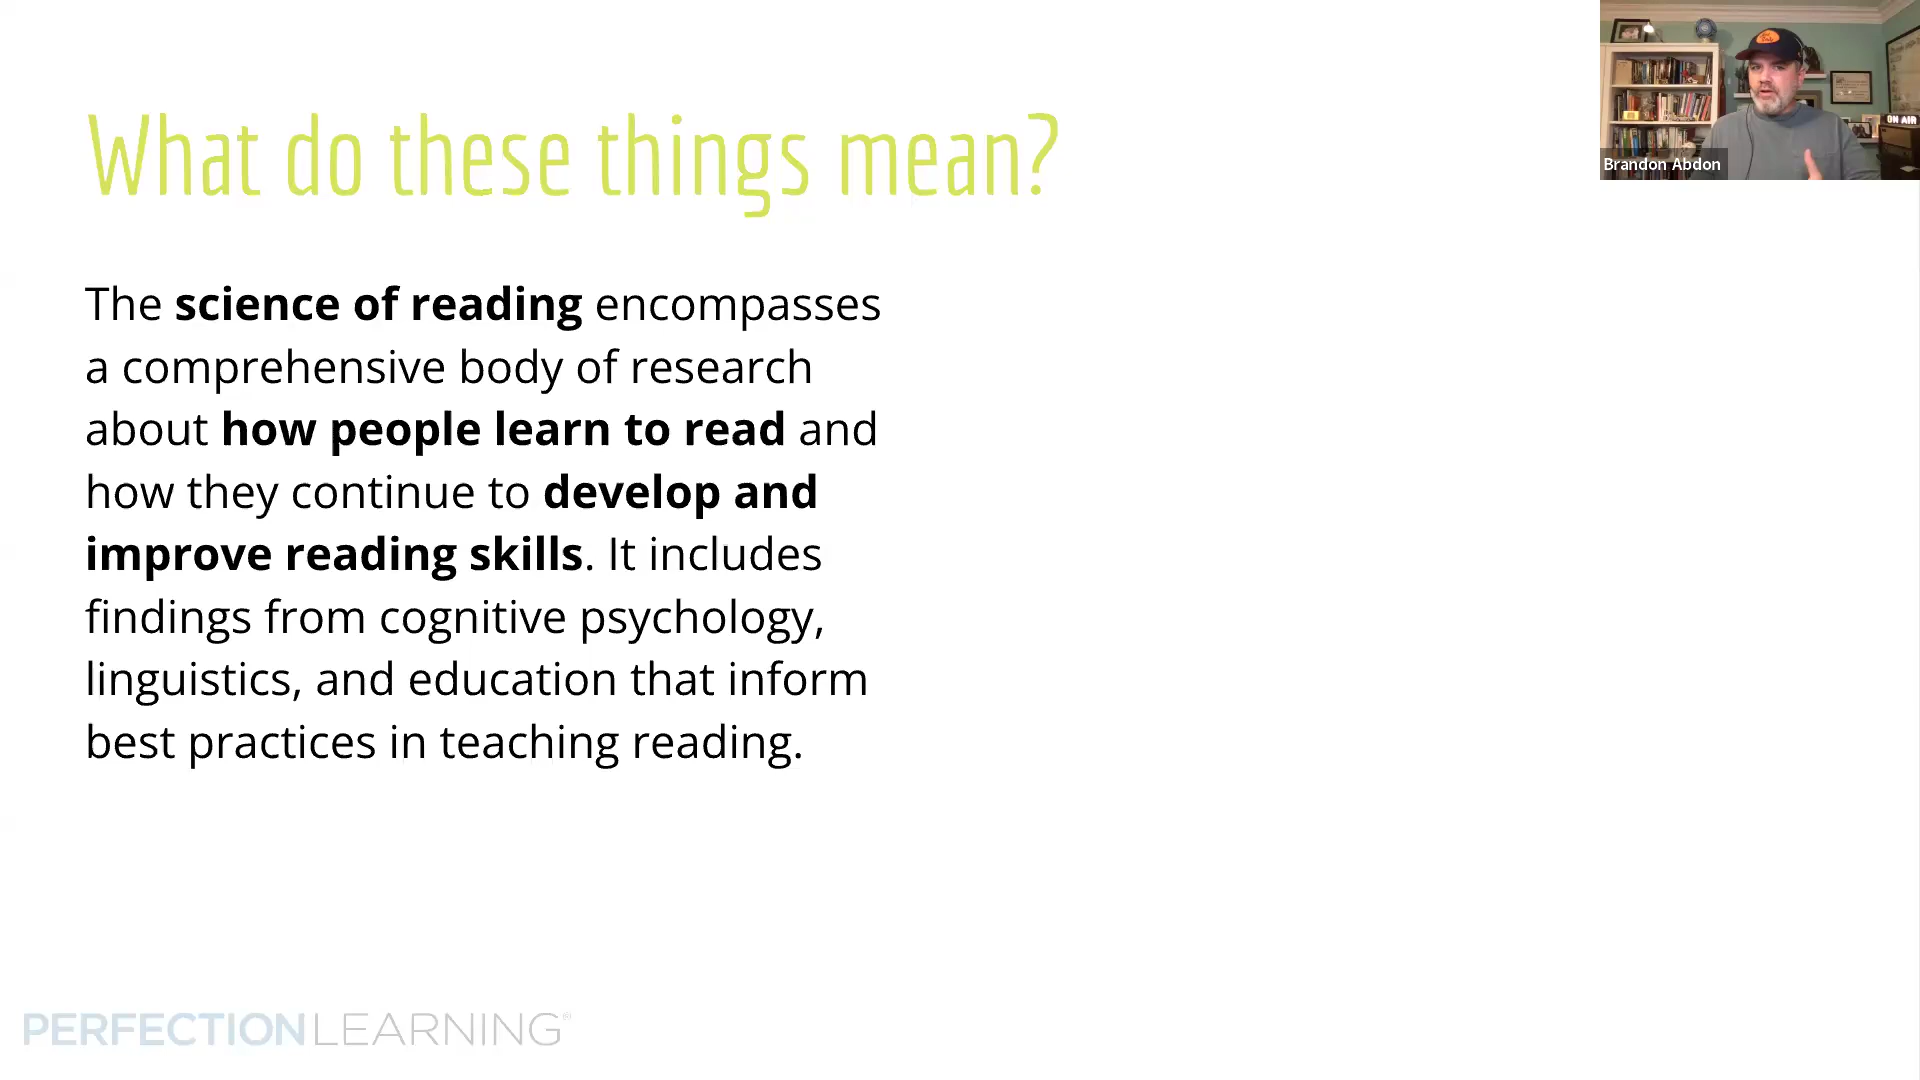 What do these things mean?
The science of reading encompasses
a comprehensive body of research
about how people learn to read and
how they continue to develop and
improve reading skills. It includes
findings from cognitive psychology,
linguistics, and education that inform
best practices in teaching reading.
PERFECTION LEARNING®
ON AIR
Brandon Abdon